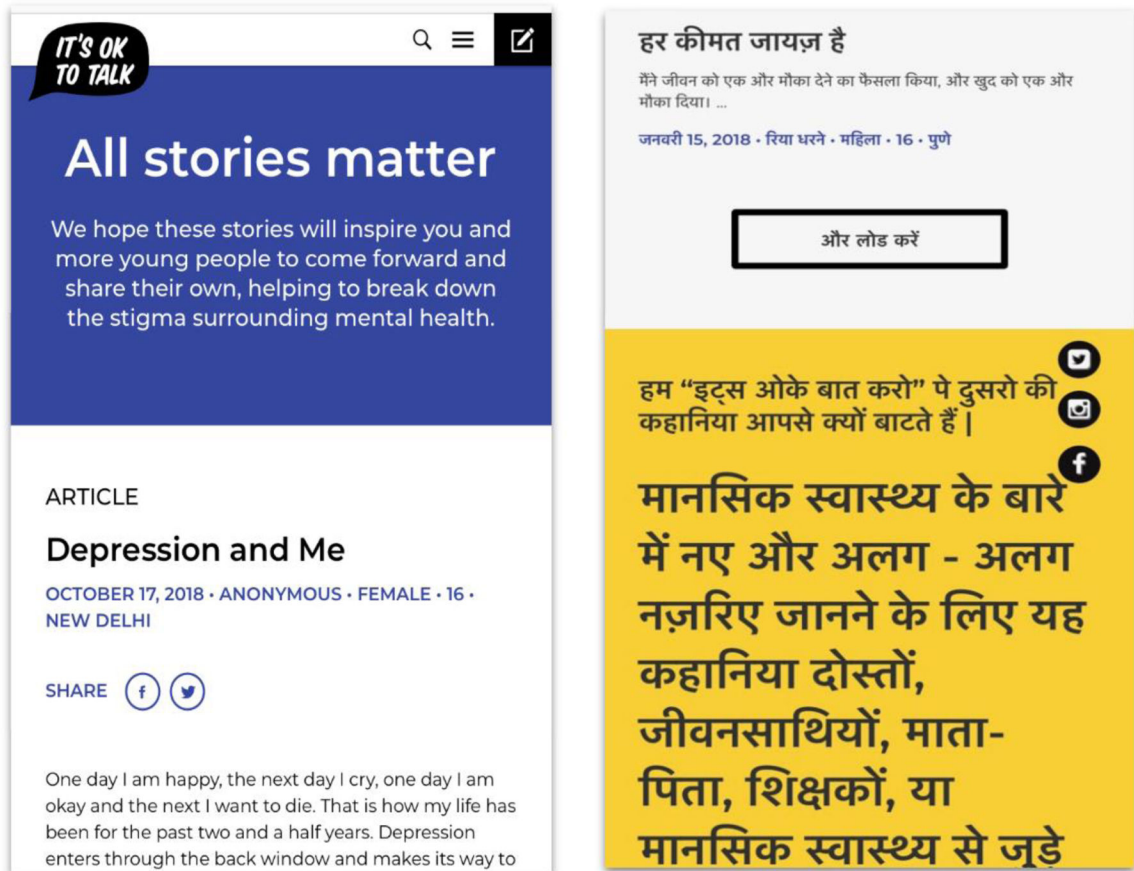 IT'S OK
TO TALK
All stories matter
We hope these stories will inspire you and
more young people to come forward and
share their own, helping to break down
the stigma surrounding mental health.
ARTICLE
Depression and Me
OCTOBER 17, 2018 • ANONYMOUS • FEMALE • 16 •
NEW DELHI
SHARE
One day I am happy, the next day I cry, one day I am
okay and the next I want to die. That is how my life has
been for the past two and a half years. Depression
enters through the back window and makes its way to
हर कीमत जायज़ है
मैंने जीवन को एक और मौका देने का फैसला किया, और खुद को एक और
मौका दिया। ...
जनवरी 15, 2018 • रिया धरने • महिला • 16 • पुणे
और लोड करें
हम “इट्स ओके बात करो” पे दुसरो की
कहानिया आपसे क्यों बाटते हैं |
मानसिक स्वास्थ्य के बारे
में नए और अलग - अलग
नज़रिए जानने के लिए यह
कहानिया दोस्तों,
जीवनसाथियों, माता-
पिता, शिक्षकों, या
मानसिक स्वास्थ्य से जुड़े